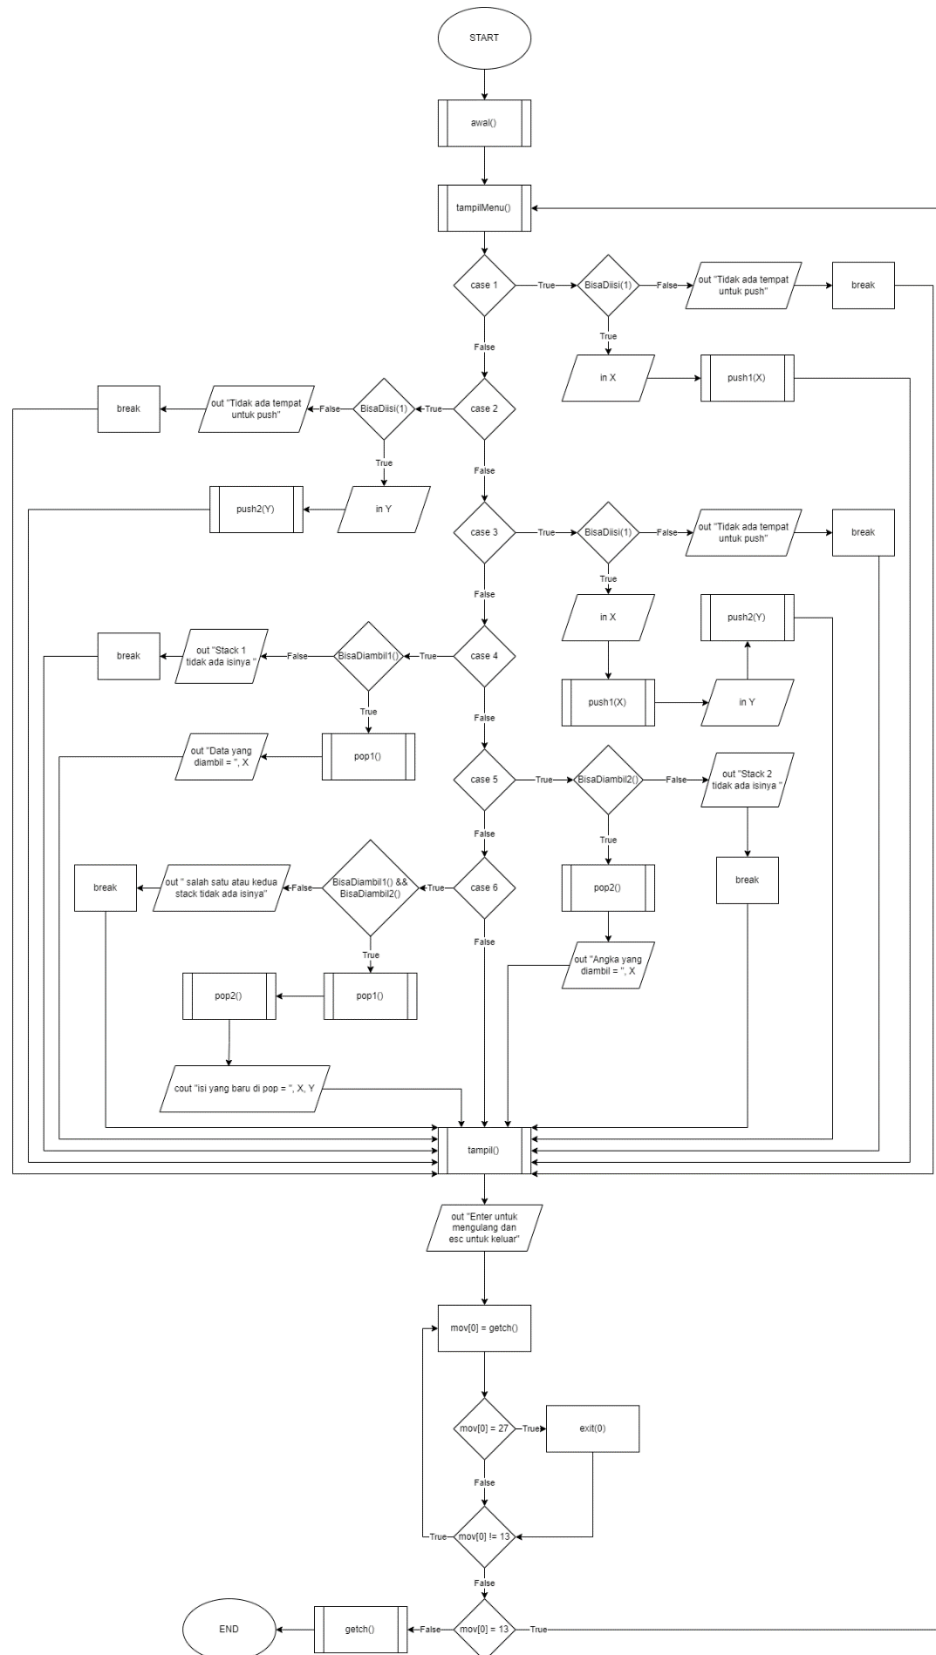 START
awal()
tampilMenu()
case 1
True
BisaDiisi(1)
False
out "Tidak ada tempat
untuk push"
break
True
in X
push1(X)
False
case 2
True
BisaDiisi(1)
False
out "Tidak ada tempat
untuk push"
break
True
in Y
push2(Y)
False
case 3
True
BisaDiisi(1)
False
out "Tidak ada tempat
untuk push"
break
True
in X
push1(X)
in Y
push2(Y)
False
case 4
True
BisaDiambil1()
False
out "Stack 1
tidak ada isinya "
break
True
pop1()
out "Data yang
diambil = ", X
False
case 5
True
BisaDiambil2()
False
out "Stack 2
tidak ada isinya "
break
True
pop2()
out "Angka yang
diambil = ", X
False
case 6
True
BisaDiambil1() &&
BisaDiambil2()
False
out " salah satu atau kedua
stack tidak ada isinya"
break
True
pop1()
pop2()
cout "isi yang baru di pop = ", X, Y
False
tampil()
out "Enter untuk
mengulang dan
esc untuk keluar"
mov[0] = getch()
mov[0] = 27
True
exit(0)
False
mov[0] != 13
True
False
mov[0] = 13
True
False
getch()
END